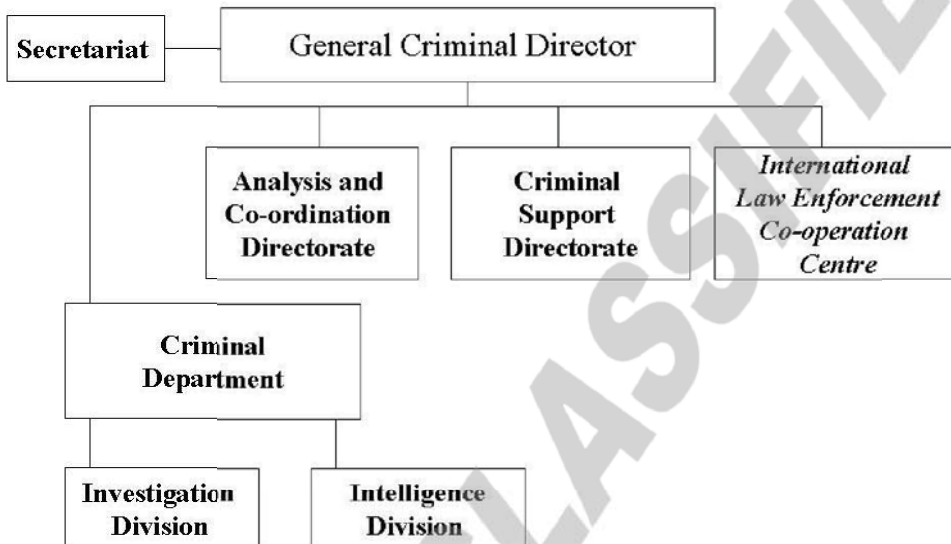 Secretariat
General Criminal Director
Analysis and
Co-ordination
Directorate
Criminal
Support
Directorate
International
Law Enforcement
Co-operation
Centre
Criminal
Department
Investigation
Division
Intelligence
Division